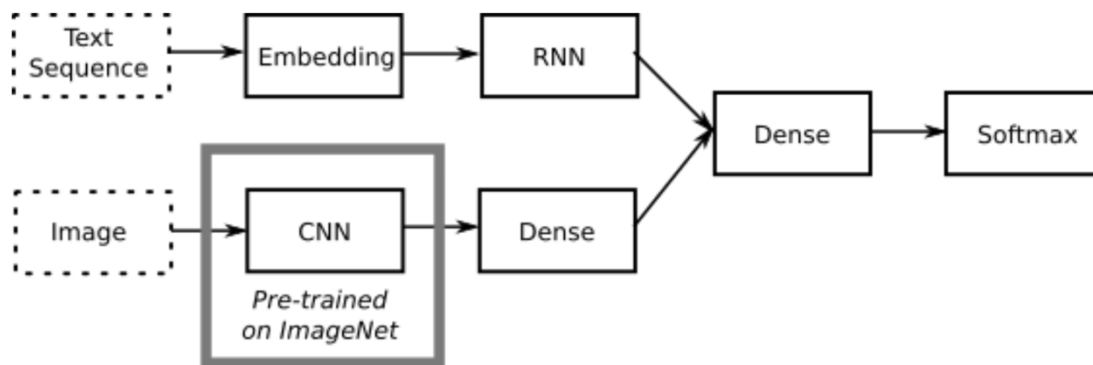 Text
Sequence
Embedding
RNN
Dense
Softmax
Image
CNN
Dense
Pre-trained
on ImageNet